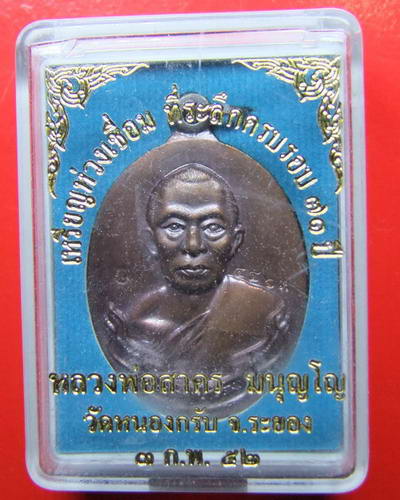 เหรียญห่วงเชื่อม ที่ระลึกครบรอบ ๗๑ ปี
หลวงพ่อสาคร มนุญฺโญ
วัดหนองกรับ จ.ระยอง
๓ ก.พ. ๕๒